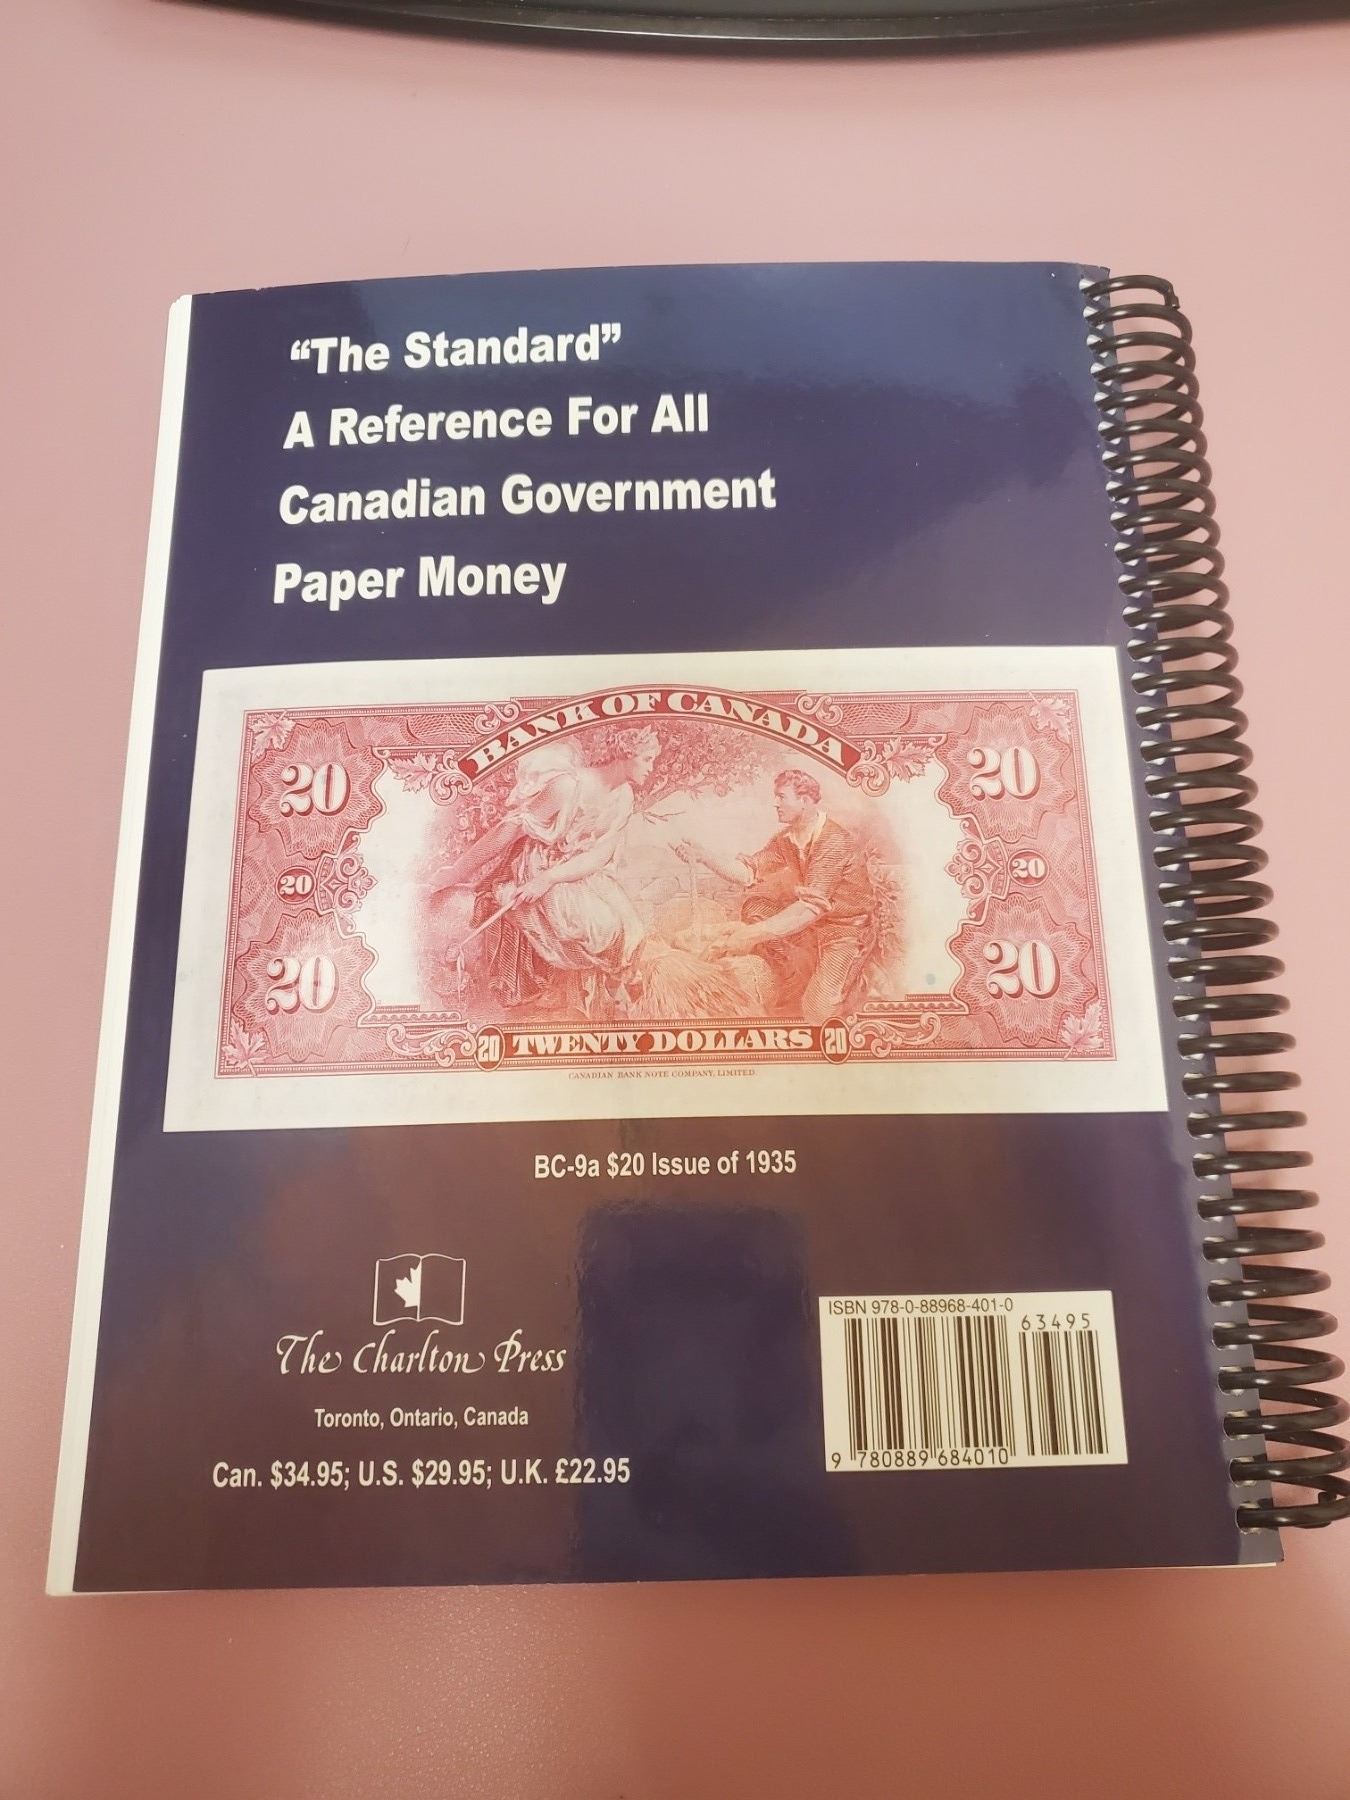 “The Standard”
A Reference For All
Canadian Government
Paper Money
BANK OF CANADA
20
20
20
20
20
20
20 TWENTY DOLLARS 20
CANADIAN BANK NOTE COMPANY, LIMITED.
BC-9a $20 Issue of 1935
The Charlton Press
Toronto, Ontario, Canada
Can. $34.95; U.S. $29.95; U.K. £22.95
ISBN 978-0-88968-401-0
63495
9 780889 684010